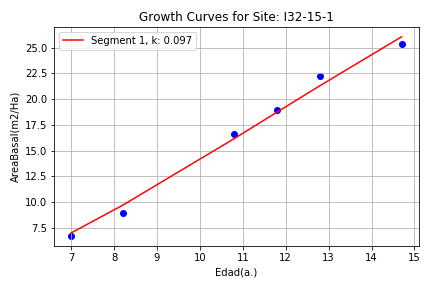 Growth Curves for Site: I32-15-1
Segment 1, k: 0.097
AreaBasal(m2/Ha)
25.0
22.5
20.0
17.5
15.0
12.5
10.0
7.5
7 8 9 10 11 12 13 14 15
Edad(a.)